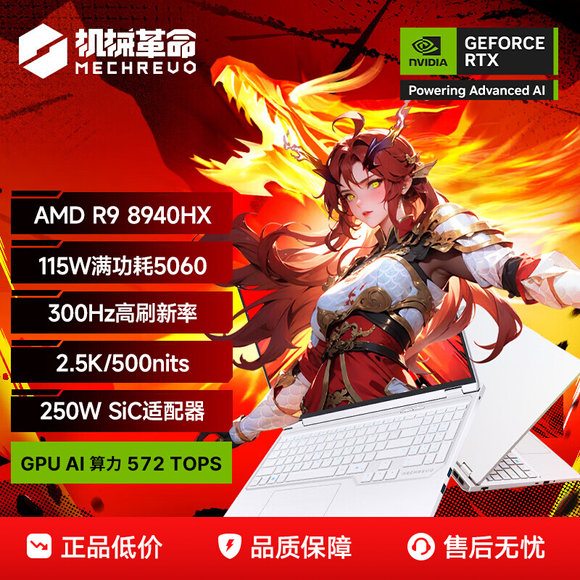 机械革命
MECHREVO
NVIDIA
GEFORCE
RTX
Powering Advanced AI
AMD R9 8940HX
115W满功耗5060
300Hz高刷新率
2.5K/500nits
250W SiC适配器
GPU AI 算力 572 TOPS
MECHREVO
正品低价
品质保障
售后无忧